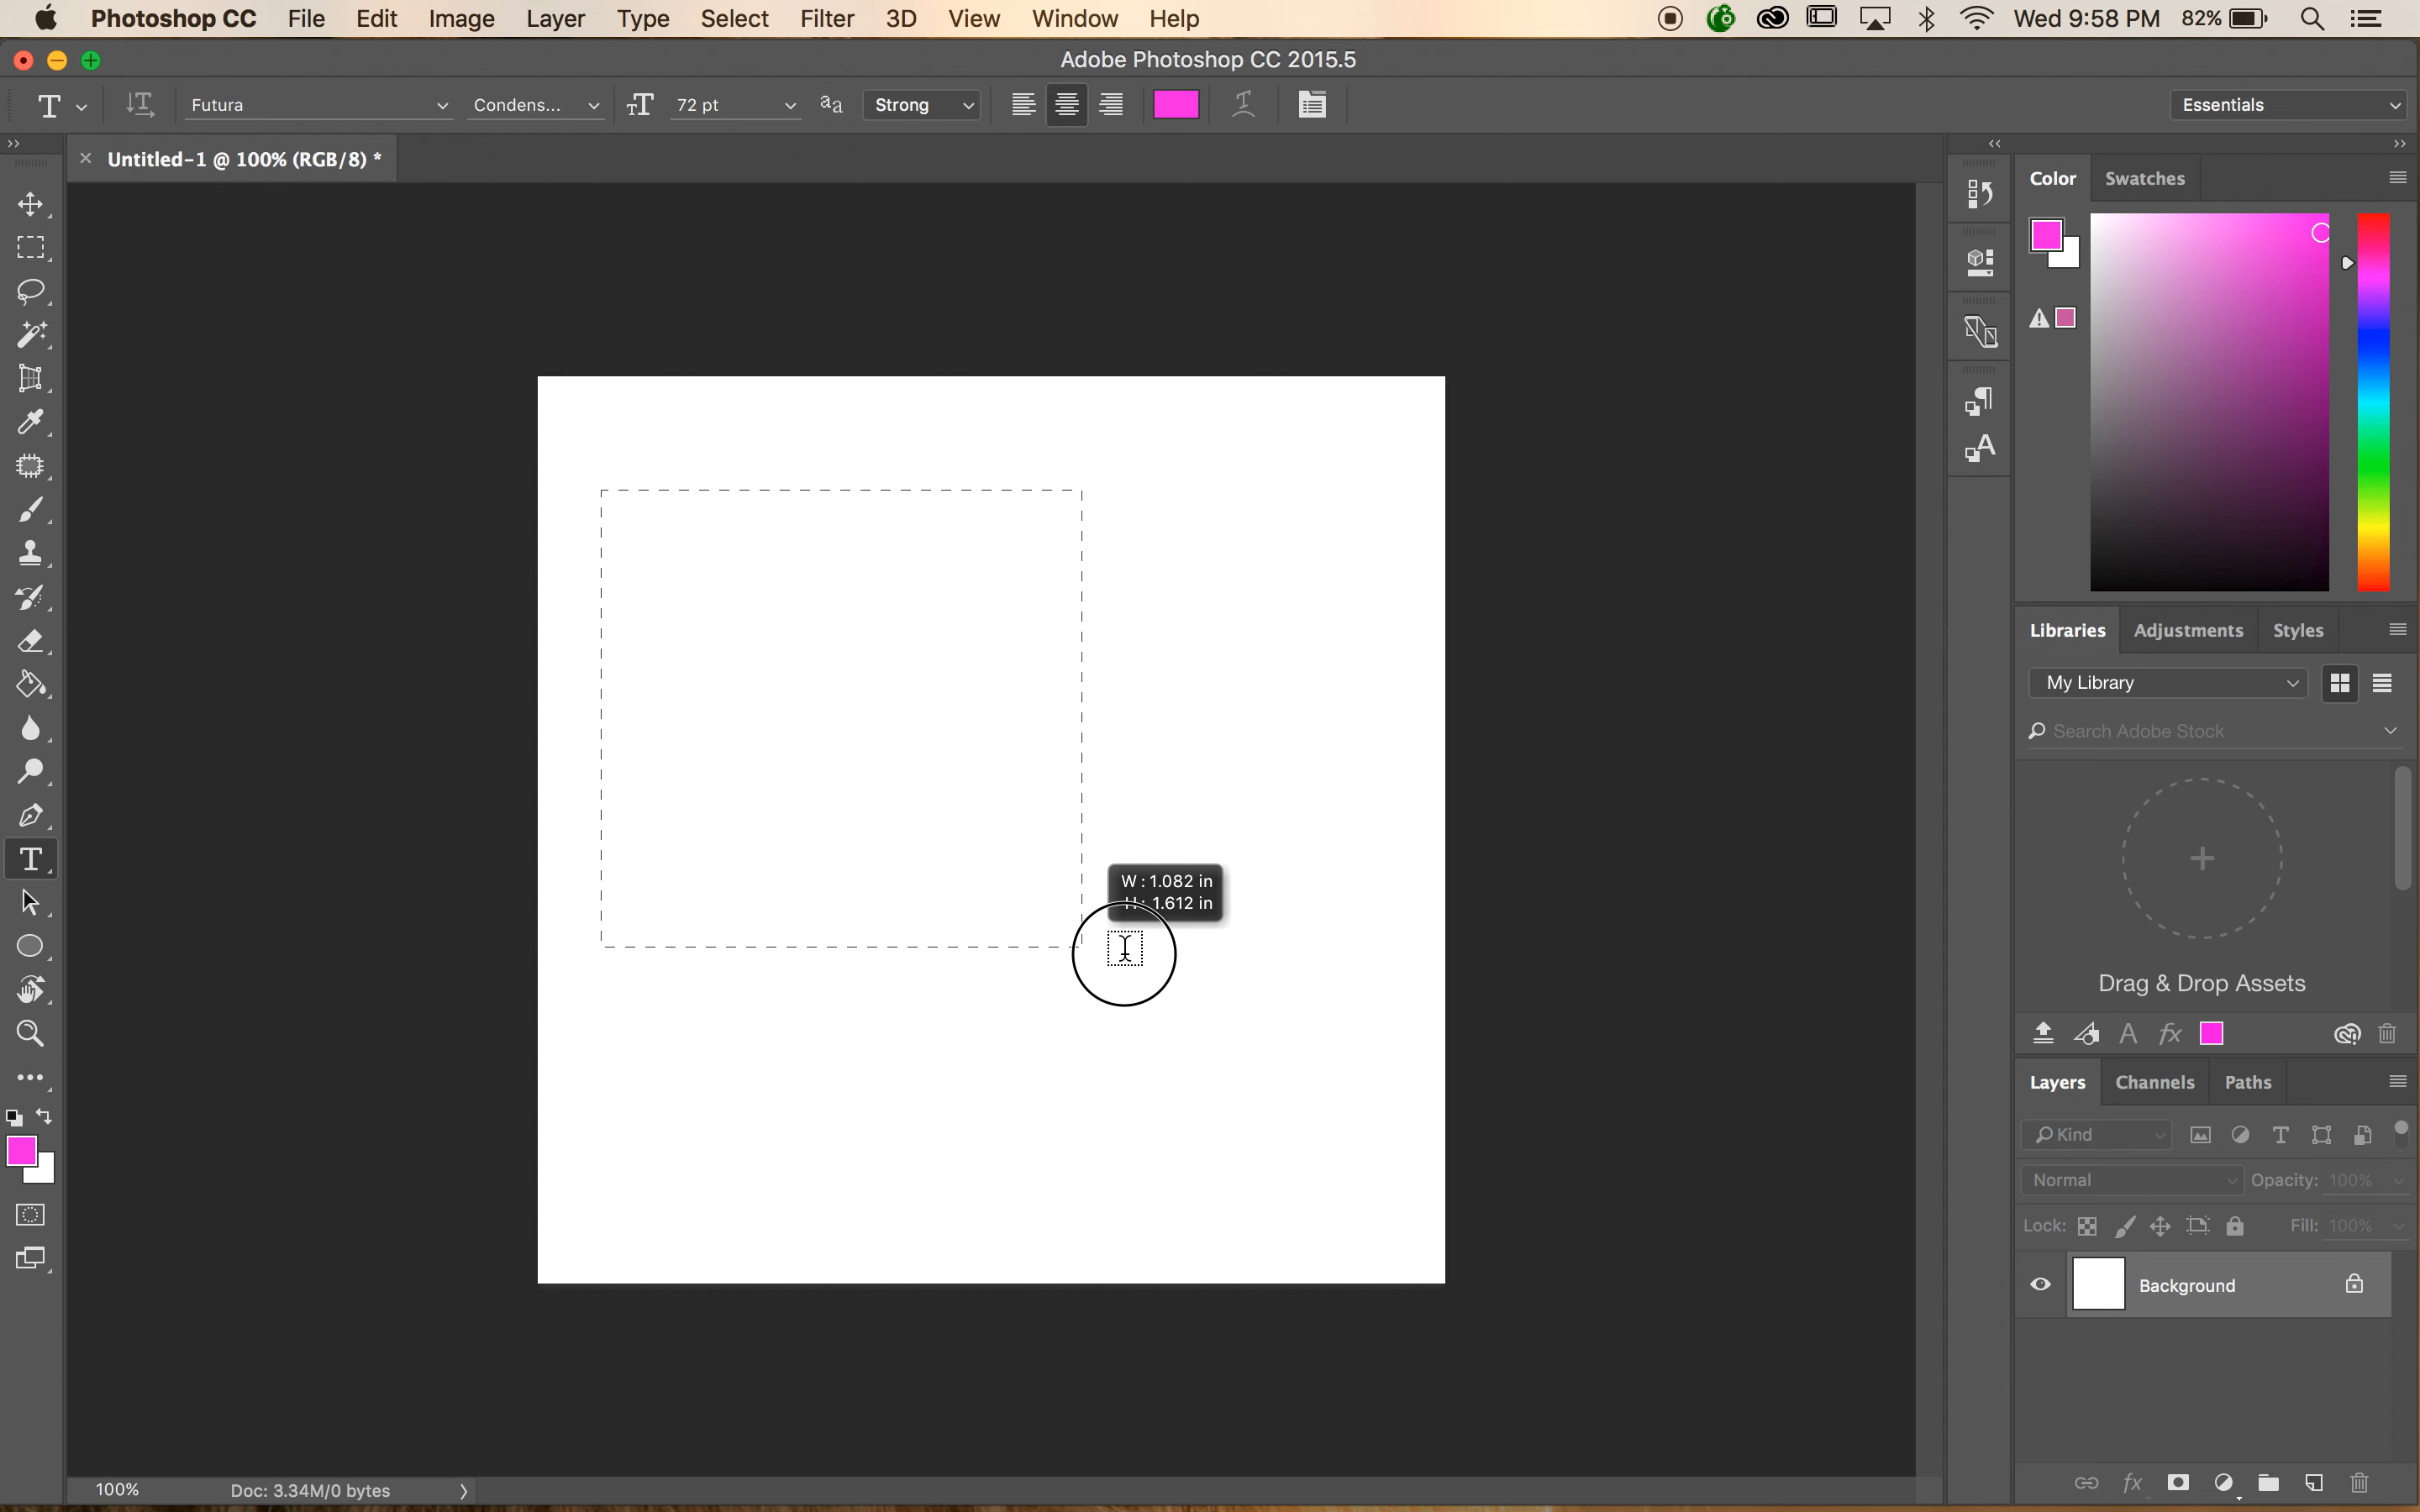 Photoshop CC File Edit Image Layer Type Select Filter 3D View Window Help Wed 9:58 PM 82%
Adobe Photoshop CC 2015.5
Futura Condens... 72 pt Strong Essentials
Untitled-1 @ 100% (RGB/8) *
Color Swatches
Libraries Adjustments Styles
My Library
Search Adobe Stock
W : 1.082 in
H : 1.612 in
Drag & Drop Assets
Layers Channels Paths
Kind
Normal Opacity: 100%
Lock: Fill: 100%
Background
100% Doc: 3.34M/0 bytes